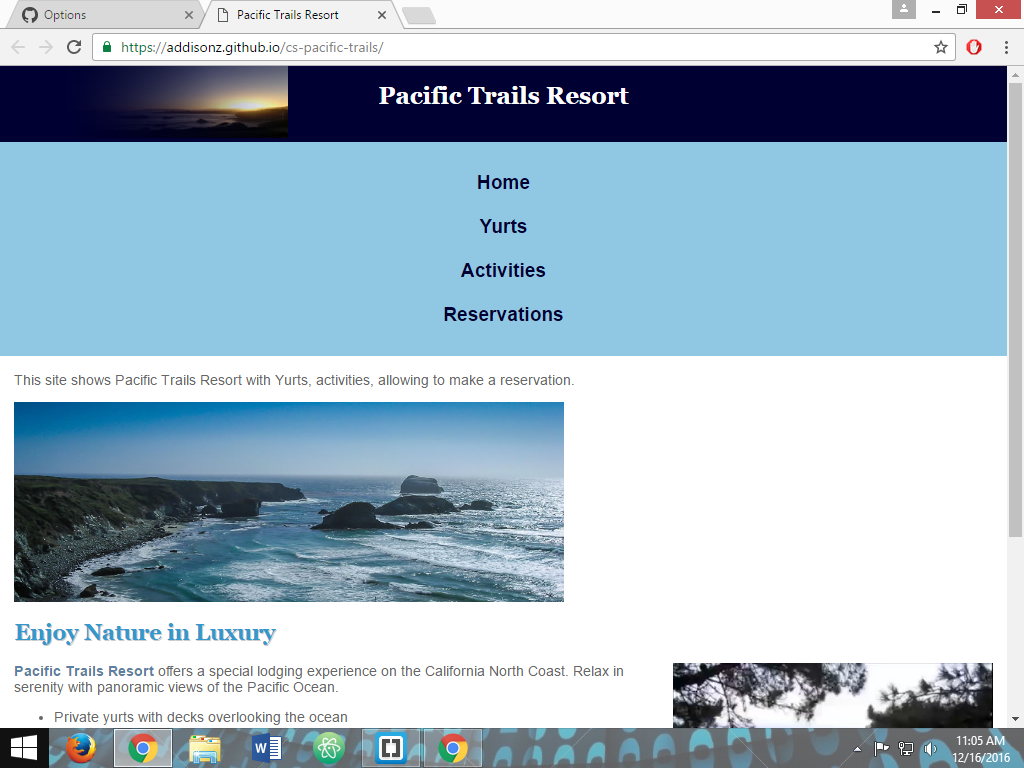 Options
Pacific Trails Resort
https://addisonz.github.io/cs-pacific-trails/
Pacific Trails Resort
Home
Yurts
Activities
Reservations
This site shows Pacific Trails Resort with Yurts, activities, allowing to make a reservation.
Enjoy Nature in Luxury
Pacific Trails Resort offers a special lodging experience on the California North Coast. Relax in
serenity with panoramic views of the Pacific Ocean.
• Private yurts with decks overlooking the ocean
11:05 AM
12/16/2016